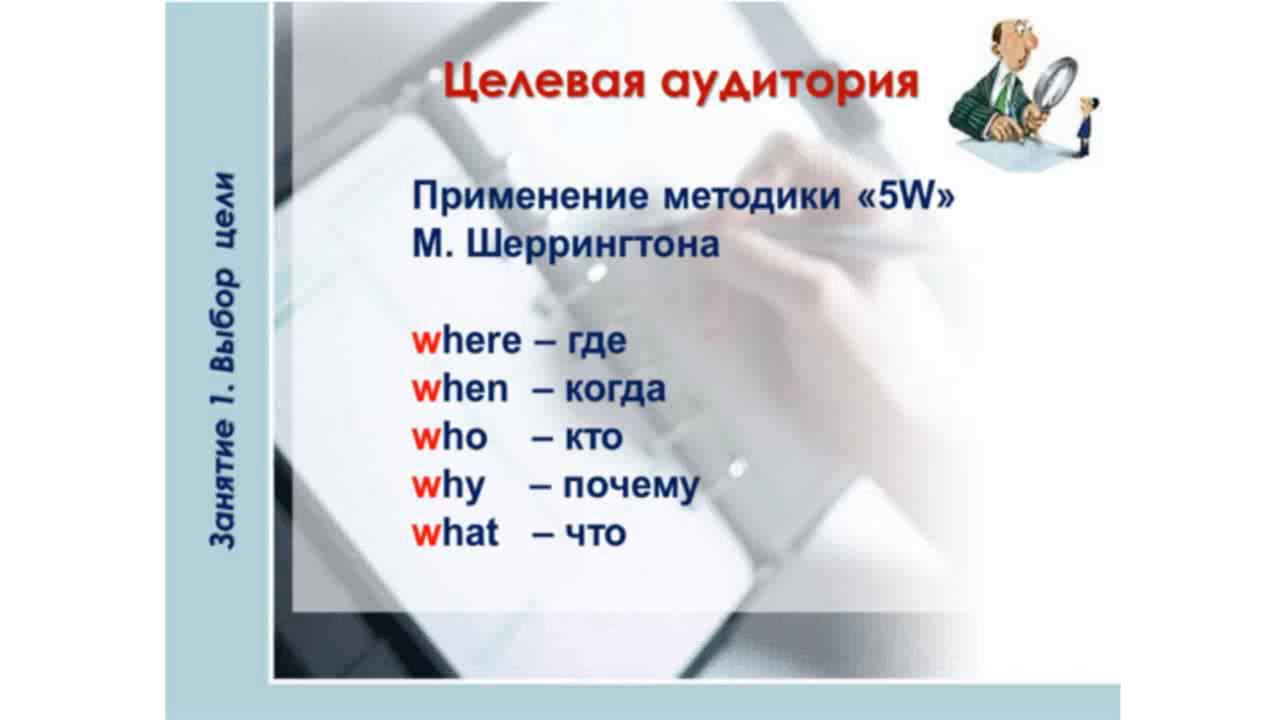 Целевая аудитория
Занятие 1. Выбор цели
Применение методики «5W»
М. Шеррингтона
where – где
when – когда
who – кто
why – почему
what – что